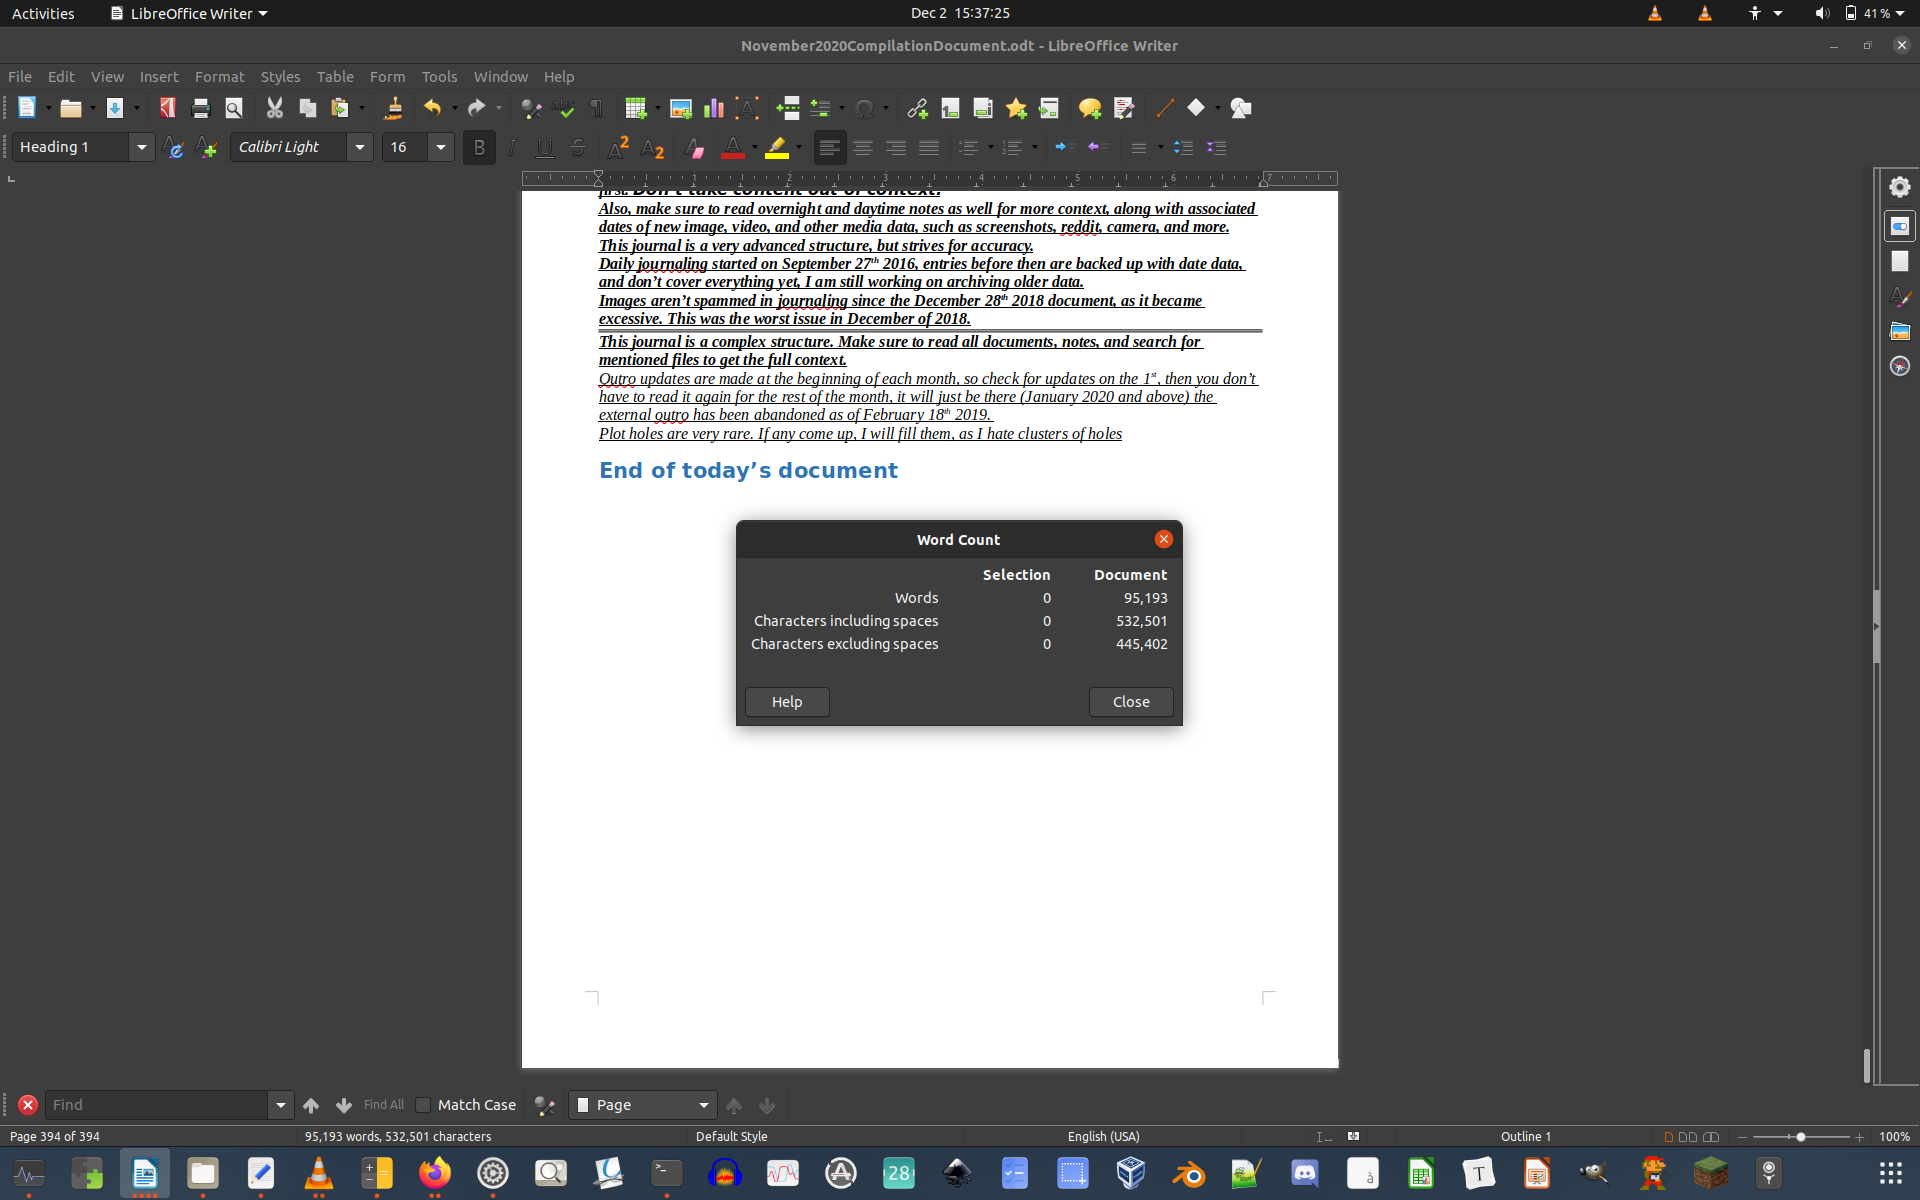 Activities
LibreOffice Writer
Dec 2 15:37:25
41 %
November2020CompilationDocument.odt - LibreOffice Writer
File Edit View Insert Format Styles Table Form Tools Window Help
Heading 1
Calibri Light
16
1 2 3 4 5 6 7
first. Don't take content out of context.
Also, make sure to read overnight and daytime notes as well for more context, along with associated
dates of new image, video, and other media data, such as screenshots, reddit, camera, and more.
This journal is a very advanced structure, but strives for accuracy.
Daily journaling started on September 27th 2016, entries before then are backed up with date data,
and don’t cover everything yet, I am still working on archiving older data.
Images aren’t spammed in journaling since the December 28th 2018 document, as it became
excessive. This was the worst issue in December of 2018.
This journal is a complex structure. Make sure to read all documents, notes, and search for
mentioned files to get the full context.
Outro updates are made at the beginning of each month, so check for updates on the 1st, then you don’t
have to read it again for the rest of the month, it will just be there (January 2020 and above) the
external outro has been abandoned as of February 18th 2019.
Plot holes are very rare. If any come up, I will fill them, as I hate clusters of holes
End of today’s document
Word Count
Selection Document
Words 0 95,193
Characters including spaces 0 532,501
Characters excluding spaces 0 445,402
Help
Close
Find
Find All
Match Case
Page
Page 394 of 394
95,193 words, 532,501 characters
Default Style
English (USA)
Outline 1
100%
28